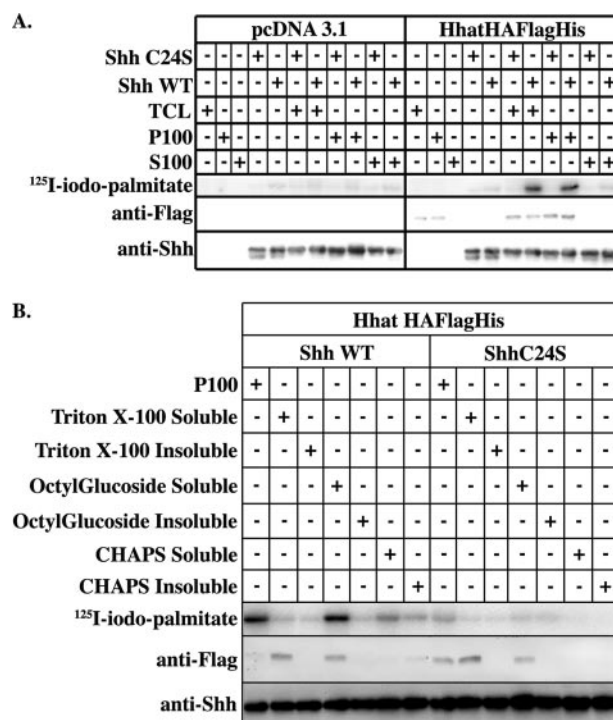 A.
pcDNA 3.1 HhatHAFlagHis
Shh C24S - - - + - + - + - + - - - - + - + - + - + -
Shh WT - - - - + - + - + - + - - - - + - + - + - +
TCL + - - - - + + - - - - + - - - - + + - - - -
P100 - + - - - - - + + - - - + - - - - - + + - -
S100 - - + - - - - - - + + - - + - - - - - - + +
¹²⁵I-iodo-palmitate
anti-Flag
anti-Shh
B.
Hhat HAFlagHis
Shh WT ShhC24S
P100 + - - - - - - + - - - - - -
Triton X-100 Soluble - + - - - - - - + - - - - -
Triton X-100 Insoluble - - + - - - - - - + - - - -
OctylGlucoside Soluble - - - + - - - - - - + - - -
OctylGlucoside Insoluble - - - - + - - - - - - + - -
CHAPS Soluble - - - - - + - - - - - - + -
CHAPS Insoluble - - - - - - + - - - - - - +
¹²⁵I-iodo-palmitate
anti-Flag
anti-Shh